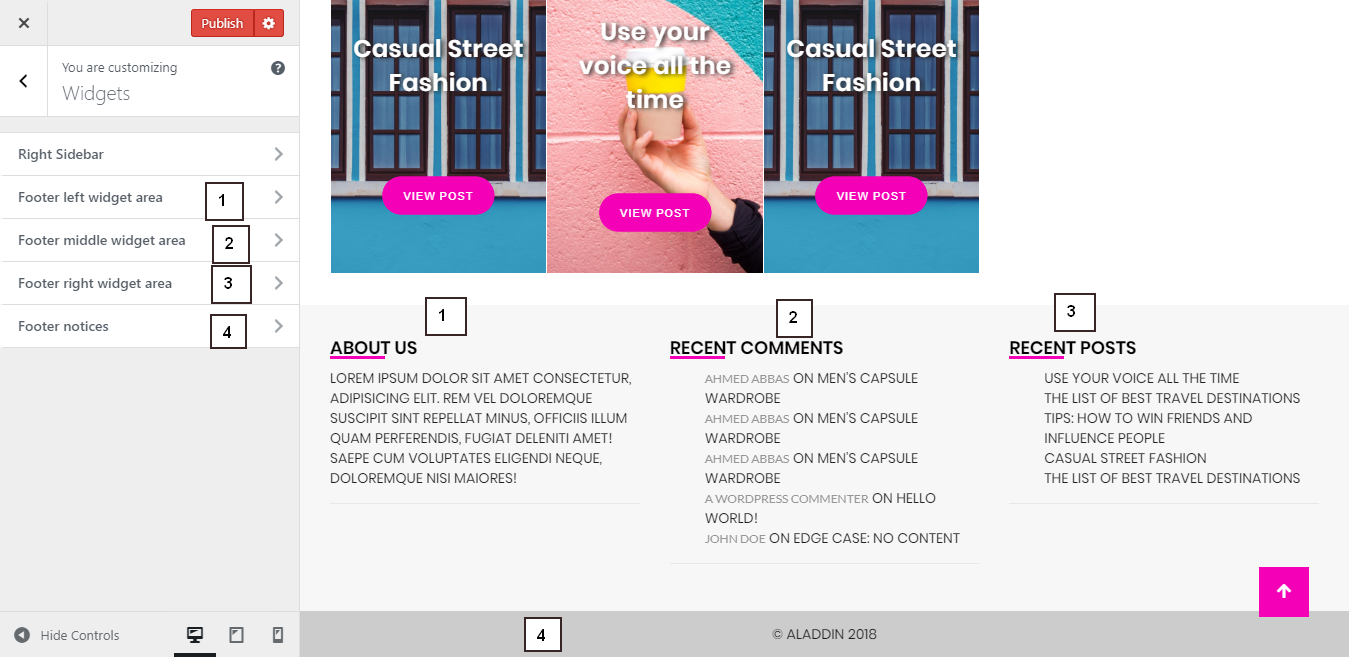 Publish
You are customizing
Widgets
Right Sidebar
Footer left widget area
1
Footer middle widget area
2
Footer right widget area
3
Footer notices
4
Hide Controls
Casual Street
Fashion
VIEW POST
Use your
voice all the
time
VIEW POST
Casual Street
Fashion
VIEW POST
1
ABOUT US
LOREM IPSUM DOLOR SIT AMET CONSECTETUR,
ADIPISICING ELIT. REM VEL DOLOREMQUE
SUSCIPIT SINT REPELLAT MINUS, OFFICIIS ILLUM
QUAM PERFERENDIS, FUGIAT DELENITI AMET!
SAEPE CUM VOLUPTATES ELIGENDI NEQUE,
DOLOREMQUE NISI MAIORES!
2
RECENT COMMENTS
AHMED ABBAS ON MEN'S CAPSULE
WARDROBE
AHMED ABBAS ON MEN'S CAPSULE
WARDROBE
AHMED ABBAS ON MEN'S CAPSULE
WARDROBE
A WORDPRESS COMMENTER ON HELLO
WORLD!
JOHN DOE ON EDGE CASE: NO CONTENT
3
RECENT POSTS
USE YOUR VOICE ALL THE TIME
THE LIST OF BEST TRAVEL DESTINATIONS
TIPS: HOW TO WIN FRIENDS AND
INFLUENCE PEOPLE
CASUAL STREET FASHION
THE LIST OF BEST TRAVEL DESTINATIONS
4
© ALADDIN 2018